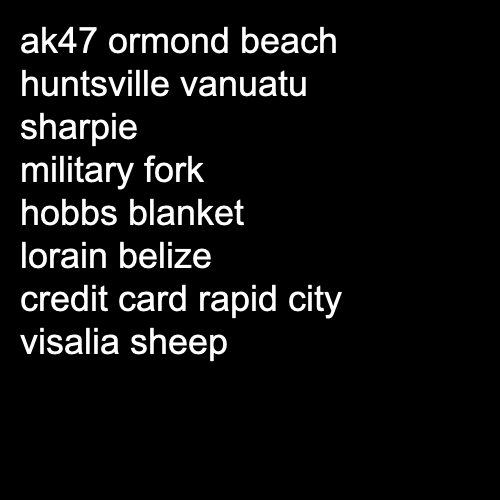 ak47 ormond beach
huntsville vanuatu
sharpie
military fork
hobbs blanket
lorain belize
credit card rapid city
visalia sheep